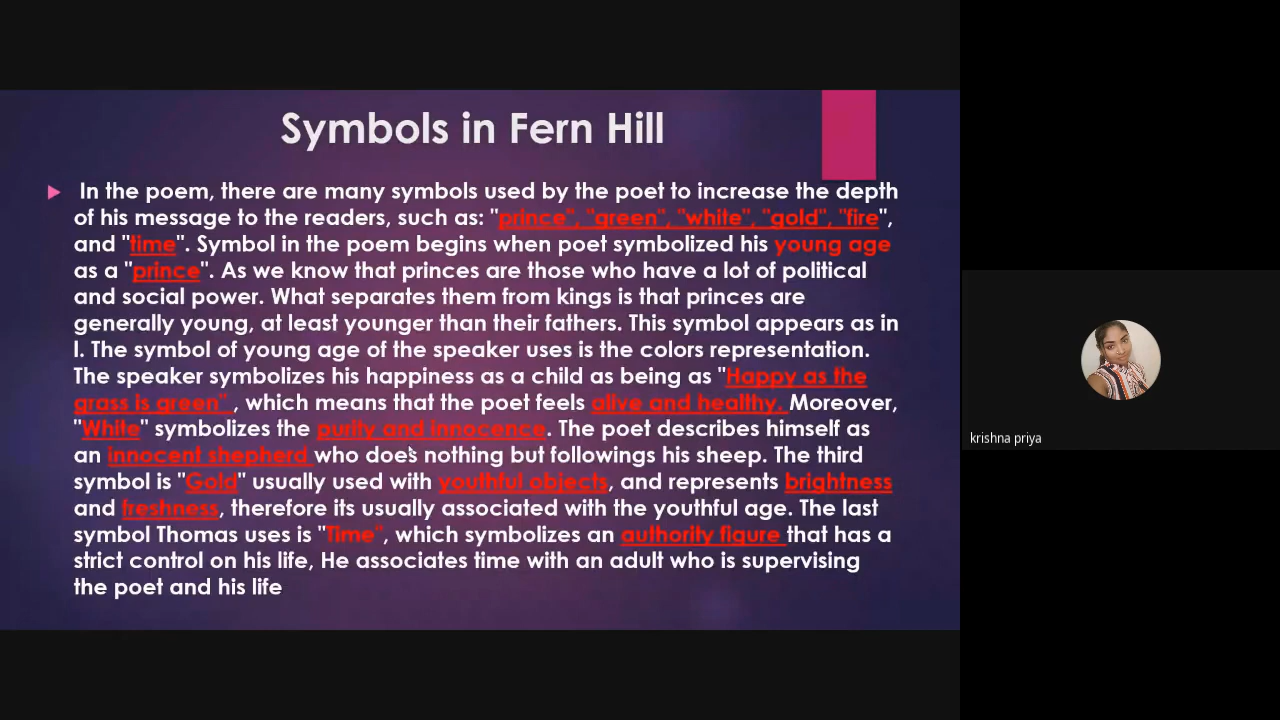 Symbols in Fern Hill
In the poem, there are many symbols used by the poet to increase the depth
of his message to the readers, such as: "prince", "green", "white", "gold", "fire",
and "time". Symbol in the poem begins when poet symbolized his young age
as a "prince". As we know that princes are those who have a lot of political
and social power. What separates them from kings is that princes are
generally young, at least younger than their fathers. This symbol appears as in
I. The symbol of young age of the speaker uses is the colors representation.
The speaker symbolizes his happiness as a child as being as "Happy as the
grass is green" , which means that the poet feels alive and healthy. Moreover,
"White" symbolizes the purity and innocence. The poet describes himself as
an innocent shepherd who does nothing but followings his sheep. The third
symbol is "Gold" usually used with youthful objects, and represents brightness
and freshness, therefore its usually associated with the youthful age. The last
symbol Thomas uses is "Time", which symbolizes an authority figure that has a
strict control on his life, He associates time with an adult who is supervising
the poet and his life
krishna priya